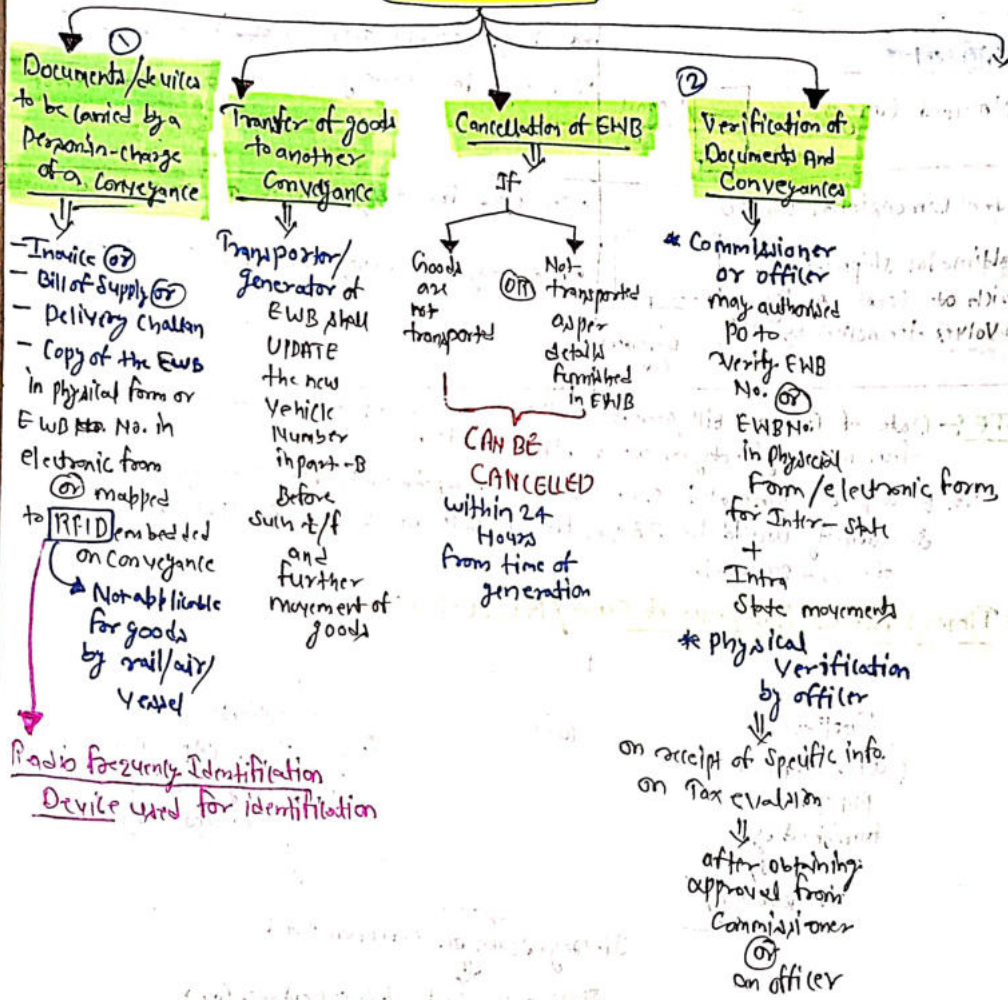 ①
Documents/devices
to be carried by a
person in-charge
of a conveyance
- Invoice or
- Bill of Supply or
- Delivery Challan
- Copy of the EWB
in physical form or
EWB No. in
electronic from
or mapped
to RFID embedded
on Conveyance
Not applicable
for goods
by rail/air/
vessel
Radio frequency Identification
Device used for identification
Transfer of goods
to another
Conveyance
Transportor/
generator of
EWB shall
UPDATE
the new
Vehicle
Number
in part-B
Before
such t/f
and
further
movement of
goods
Cancellation of EWB
If
Goods
are
not
transported
OR
Not
transported
as per
details
furnished
in EWB
CAN BE
CANCELLED
within 24
Hours
from time of
generation
②
Verification of
Documents And
Conveyances
* Commissioner
or officer
may authorised
PO to
Verify EWB
No. or
EWB No.
in Physical
form/electronic form
for Inter-State
+
Intra
State movements
* Physical
Verification
by officer
on receipt of Specific info.
on Tax evasion
after obtaining
approval from
Commissioner
or
an officer